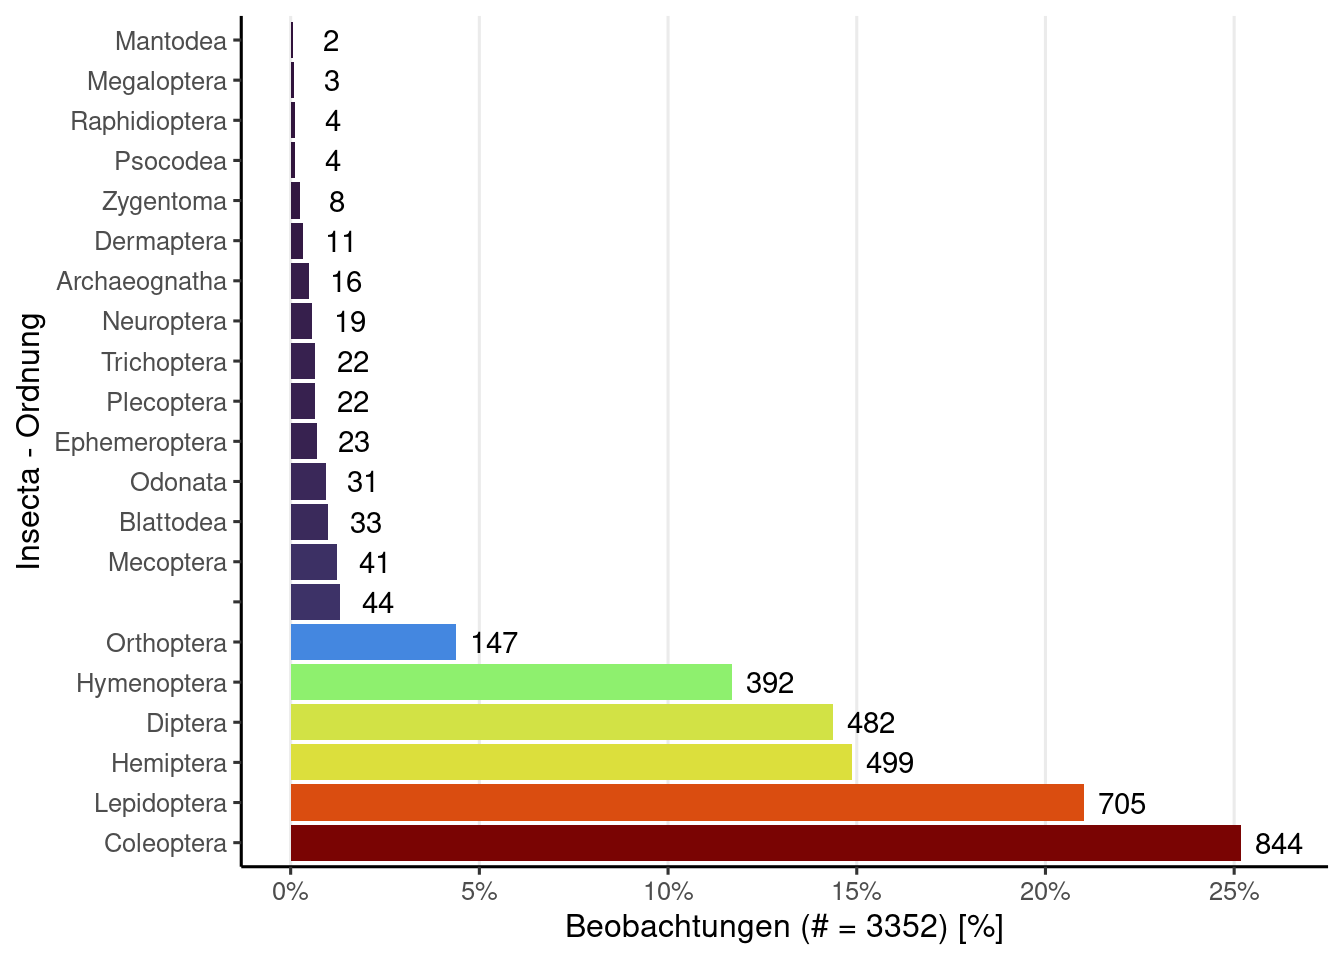 Insecta - Ordnung
Mantodea 2
Megaloptera 3
Raphidioptera 4
Psocodea 4
Zygentoma 8
Dermaptera 11
Archaeognatha 16
Neuroptera 19
Trichoptera 22
Plecoptera 22
Ephemeroptera 23
Odonata 31
Blattodea 33
Mecoptera 41
44
Orthoptera 147
Hymenoptera 392
Diptera 482
Hemiptera 499
Lepidoptera 705
Coleoptera 844
0% 5% 10% 15% 20% 25%
Beobachtungen (# = 3352) [%]